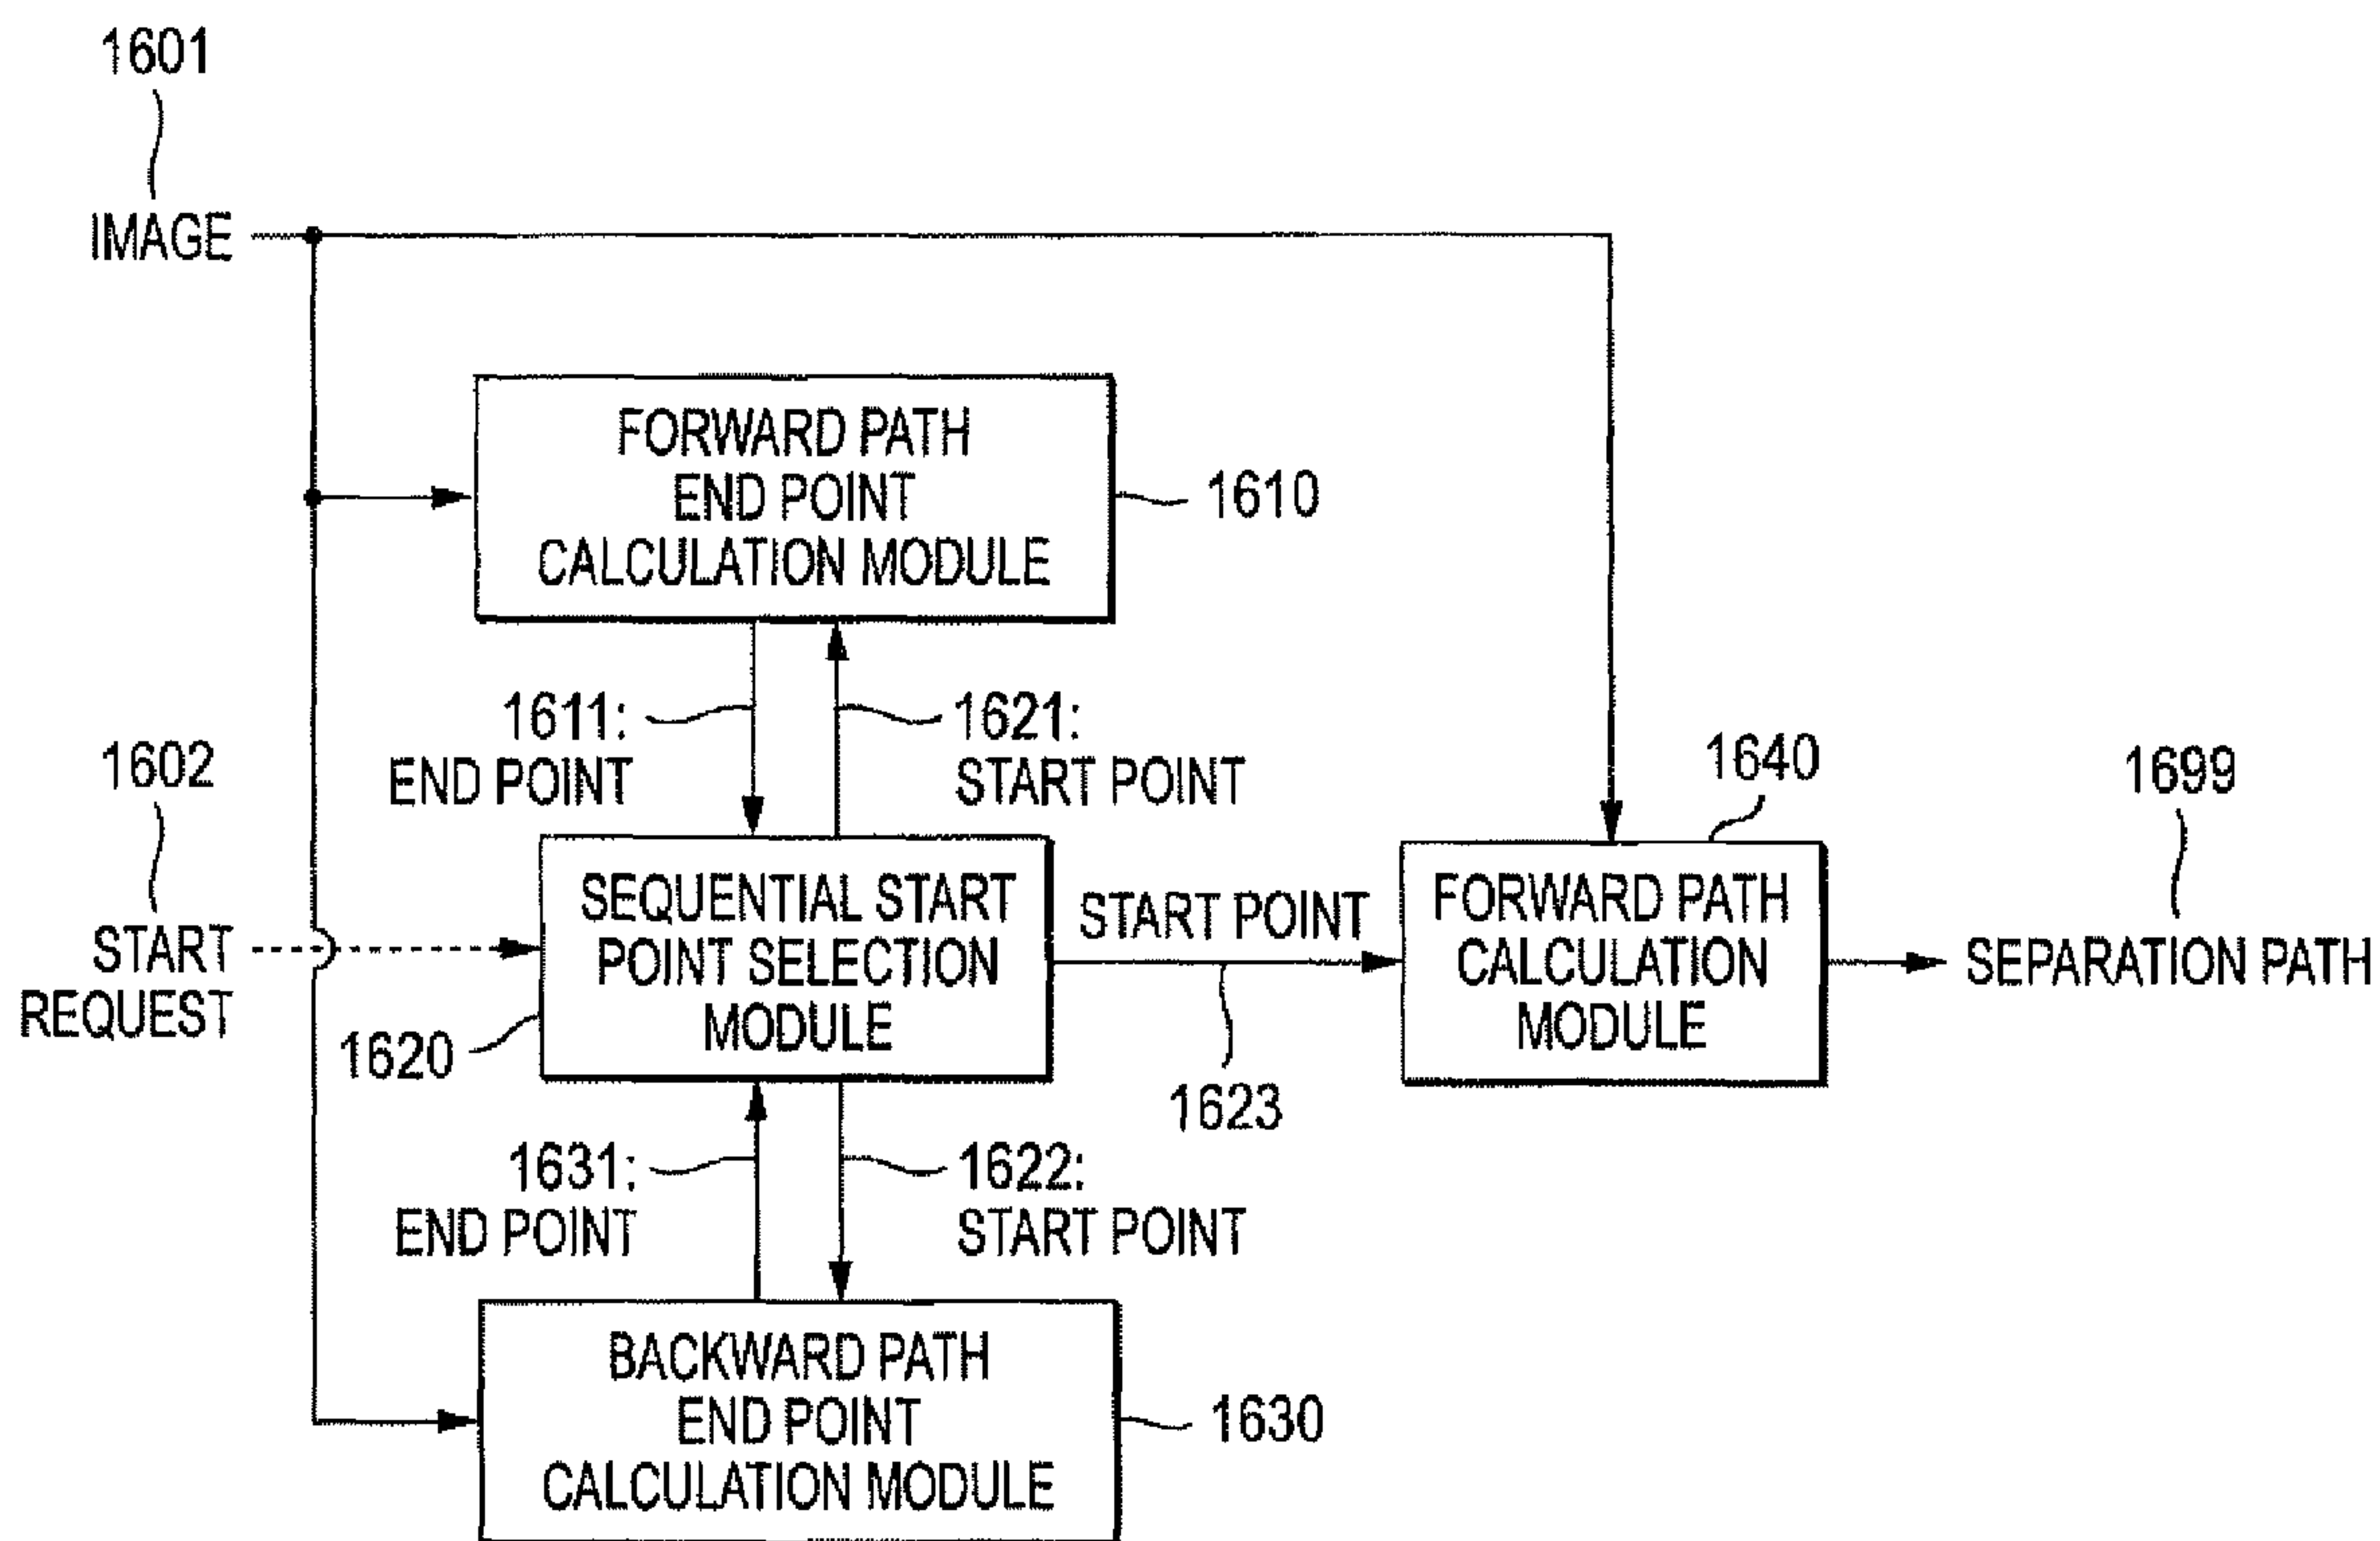 1601
IMAGE
FORWARD PATH
END POINT
CALCULATION MODULE
1610
1611:
END POINT
1621:
START POINT
1602
START
REQUEST
SEQUENTIAL START
POINT SELECTION
MODULE
1620
START POINT
1623
1640
FORWARD PATH
CALCULATION
MODULE
1699
SEPARATION PATH
1631:
END POINT
1622:
START POINT
BACKWARD PATH
END POINT
CALCULATION MODULE
1630